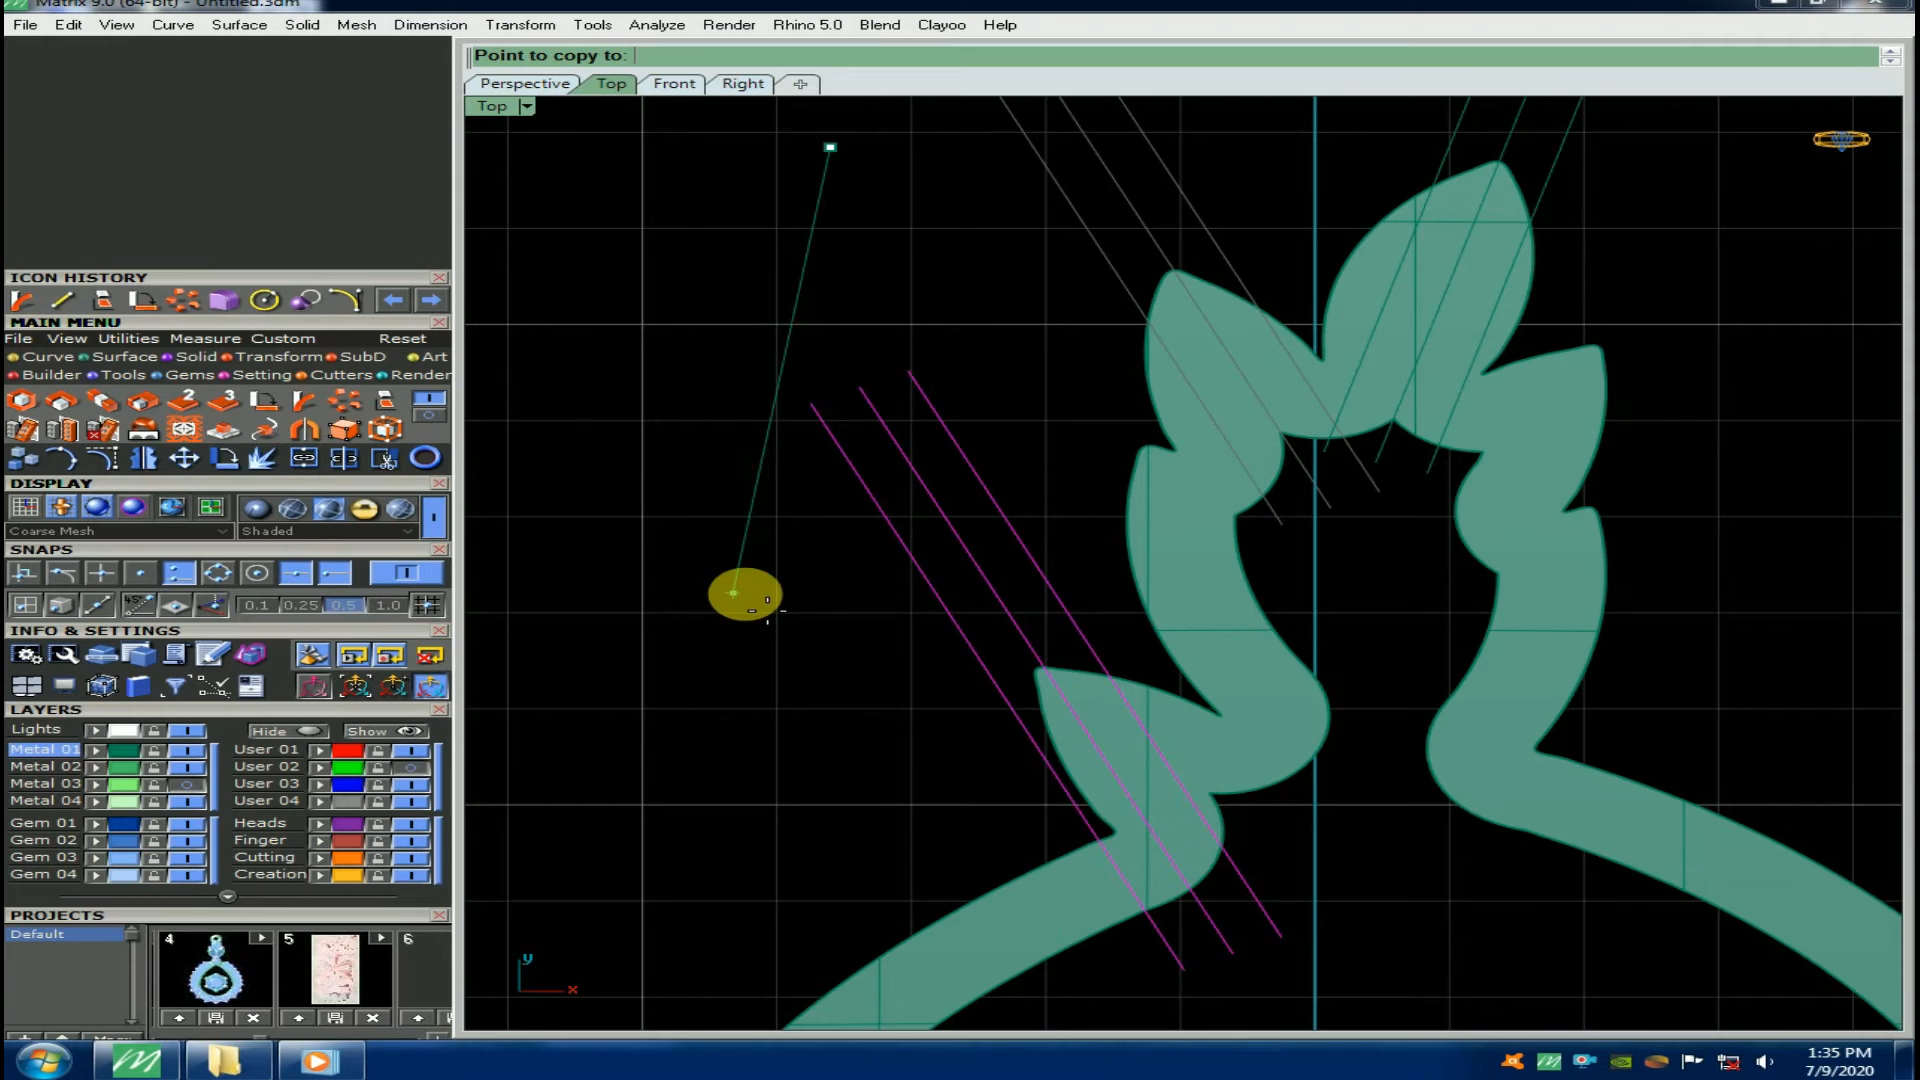 Matrix 9.0 (64-bit) - Untitled.3dm
File Edit View Curve Surface Solid Mesh Dimension Transform Tools Analyze Render Rhino 5.0 Blend Clayoo Help
Point to copy to:
Perspective Top Front Right
Top
ICON HISTORY
MAIN MENU
File View Utilities Measure Custom Reset
Curve Surface Solid Transform SubD Art
Builder Tools Gems Setting Cutters Render
2 3
DISPLAY
Coarse Mesh Shaded
SNAPS
45° 0.1 0.25 0.5 1.0
INFO & SETTINGS
LAYERS
Lights Hide Show
Metal 01 User 01
Metal 02 User 02
Metal 03 User 03
Metal 04 User 04
Gem 01 Heads
Gem 02 Finger
Gem 03 Cutting
Gem 04 Creation
PROJECTS
Default
4 5 6
y
x
1:35 PM
7/9/2020